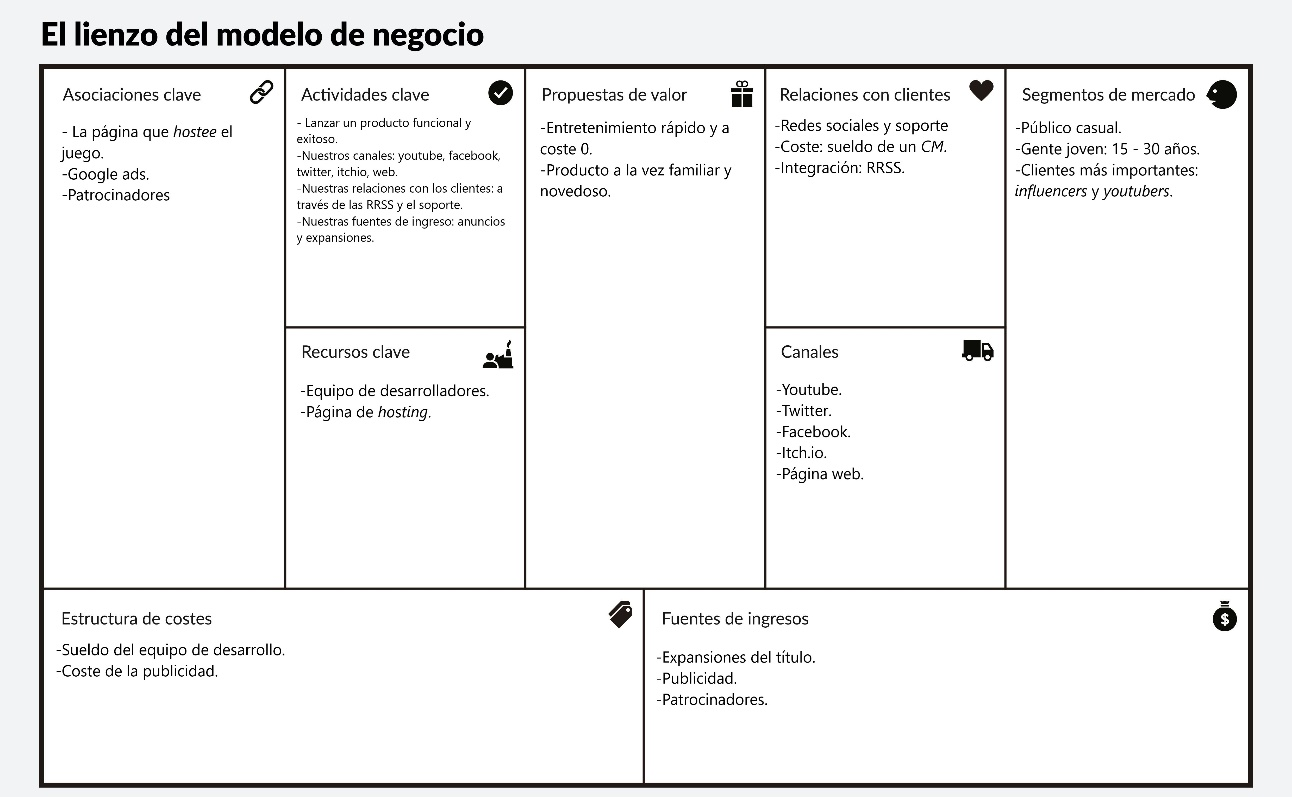 El lienzo del modelo de negocio
Asociaciones clave
- La página que hostee el
juego.
-Google ads.
-Patrocinadores
Actividades clave
- Lanzar un producto funcional y
exitoso.
-Nuestros canales: youtube, facebook,
twitter, itchio, web.
-Nuestras relaciones con los clientes: a
través de las RRSS y el soporte.
-Nuestras fuentes de ingreso: anuncios
y expansiones.
Recursos clave
-Equipo de desarrolladores.
-Página de hosting.
Propuestas de valor
-Entretenimiento rápido y a
coste 0.
-Producto a la vez familiar y
novedoso.
Relaciones con clientes
-Redes sociales y soporte
-Coste: sueldo de un CM.
-Integración: RRSS.
Canales
-Youtube.
-Twitter.
-Facebook.
-Itch.io.
-Página web.
Segmentos de mercado
-Público casual.
-Gente joven: 15 - 30 años.
-Clientes más importantes:
influencers y youtubers.
Estructura de costes
-Sueldo del equipo de desarrollo.
-Coste de la publicidad.
Fuentes de ingresos
$
-Expansiones del título.
-Publicidad.
-Patrocinadores.